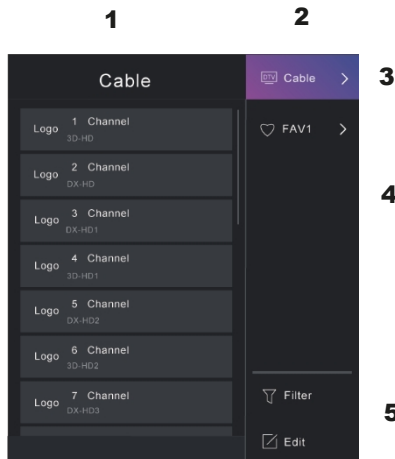 1 2
Cable
Logo 1 Channel
3D-HD
Logo 2 Channel
DX-HD
Logo 3 Channel
DX-HD1
Logo 4 Channel
3D-HD1
Logo 5 Channel
DX-HD2
Logo 6 Channel
3D-HD2
Logo 7 Channel
DX-HD3
DTV Cable
3
FAV1
4
Filter
5
Edit